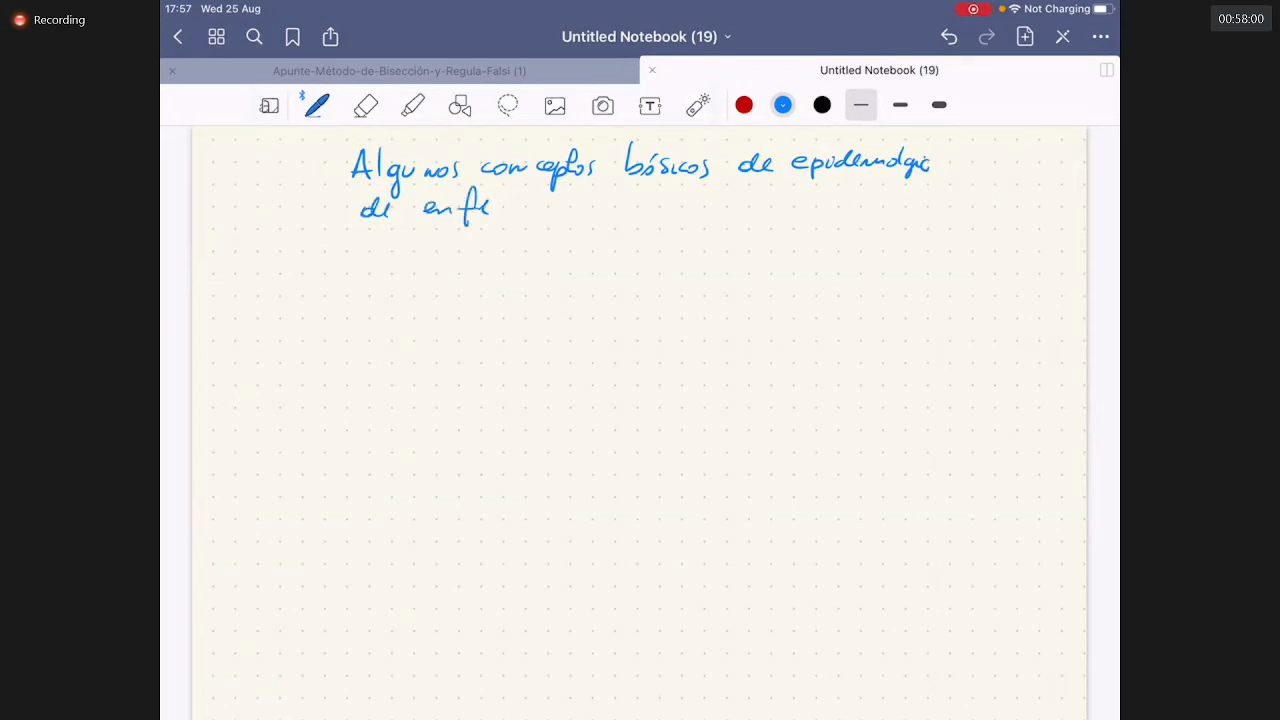 Recording
17:57 Wed 25 Aug
Not Charging
00:58:00
Untitled Notebook (19)
Apunte-Método-de-Bisección-y-Regula-Falsi (1)
Untitled Notebook (19)
T
Algunos conceptos básicos de epidemiolgia
de enfe